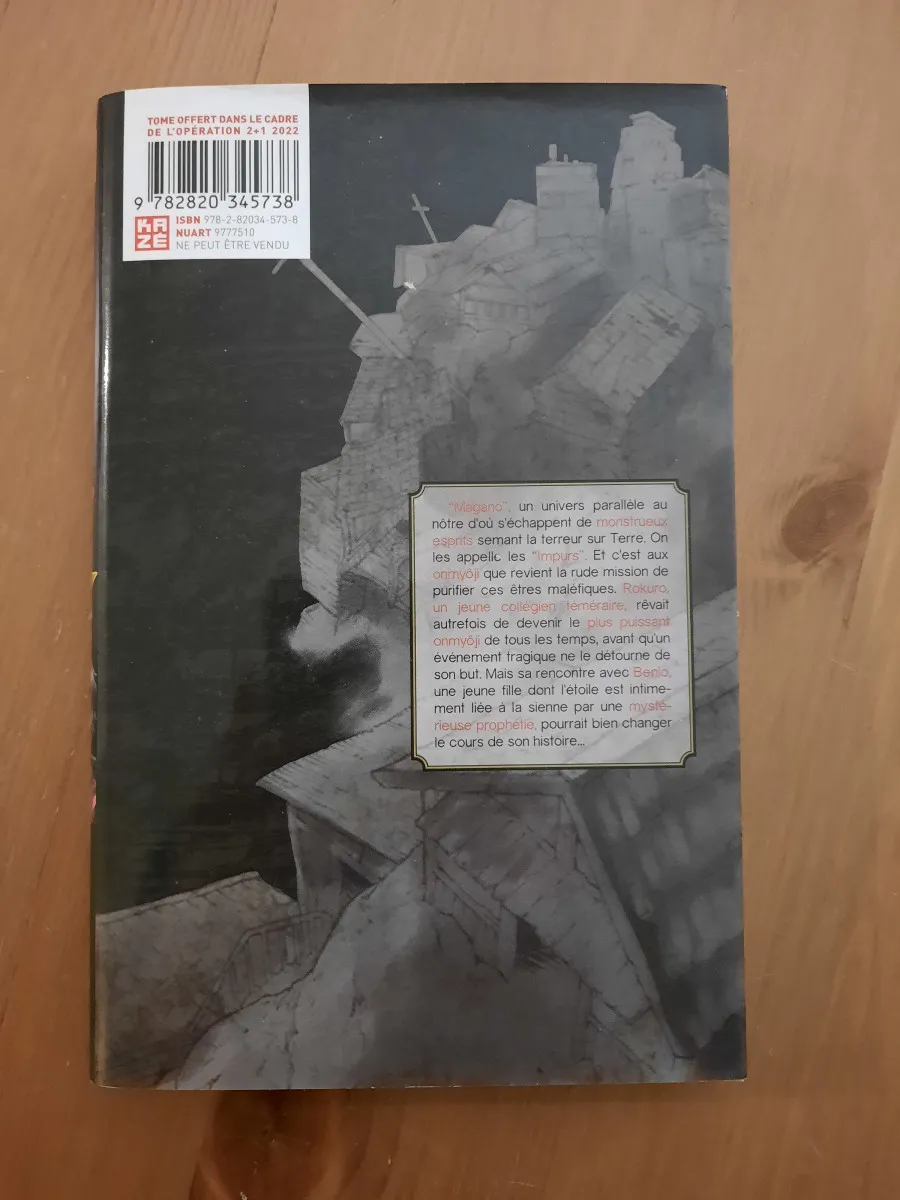 TOME OFFERT DANS LE CADRE
DE L'OPÉRATION 2+1 2022
9 782820 345738
KAZE
ISBN 978-2-82034-573-8
NUART 9777510
NE PEUT ÊTRE VENDU
"Magano", un univers parallèle au
nôtre d'où s'échappent de monstrueux
esprits semant la terreur sur Terre. On
les appelle les "Impurs". Et c'est aux
onmyôji que revient la rude mission de
purifier ces êtres maléfiques. Rokuro,
un jeune collégien téméraire, rêvait
autrefois de devenir le plus puissant
onmyôji de tous les temps, avant qu'un
événement tragique ne le détourne de
son but. Mais sa rencontre avec Benio,
une jeune fille dont l'étoile est intime-
ment liée à la sienne par une mysté-
rieuse prophétie, pourrait bien changer
le cours de son histoire...